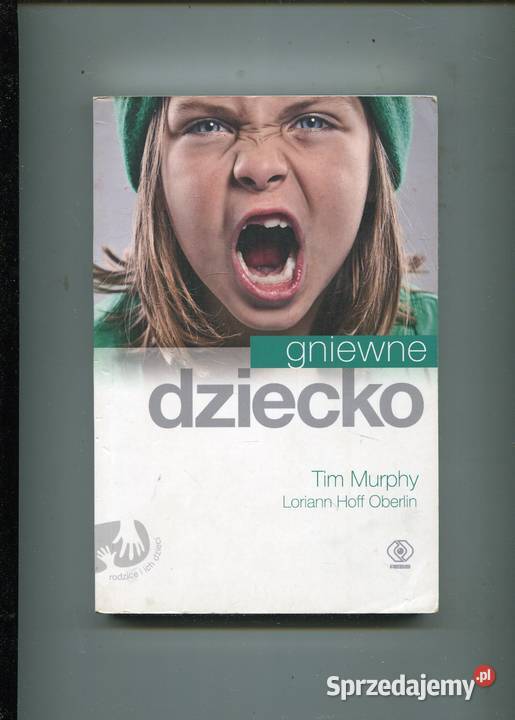 gniewne
dziecko
Tim Murphy
Loriann Hoff Oberlin
rodzice i ich dzieci
Sprzedajemy.pl